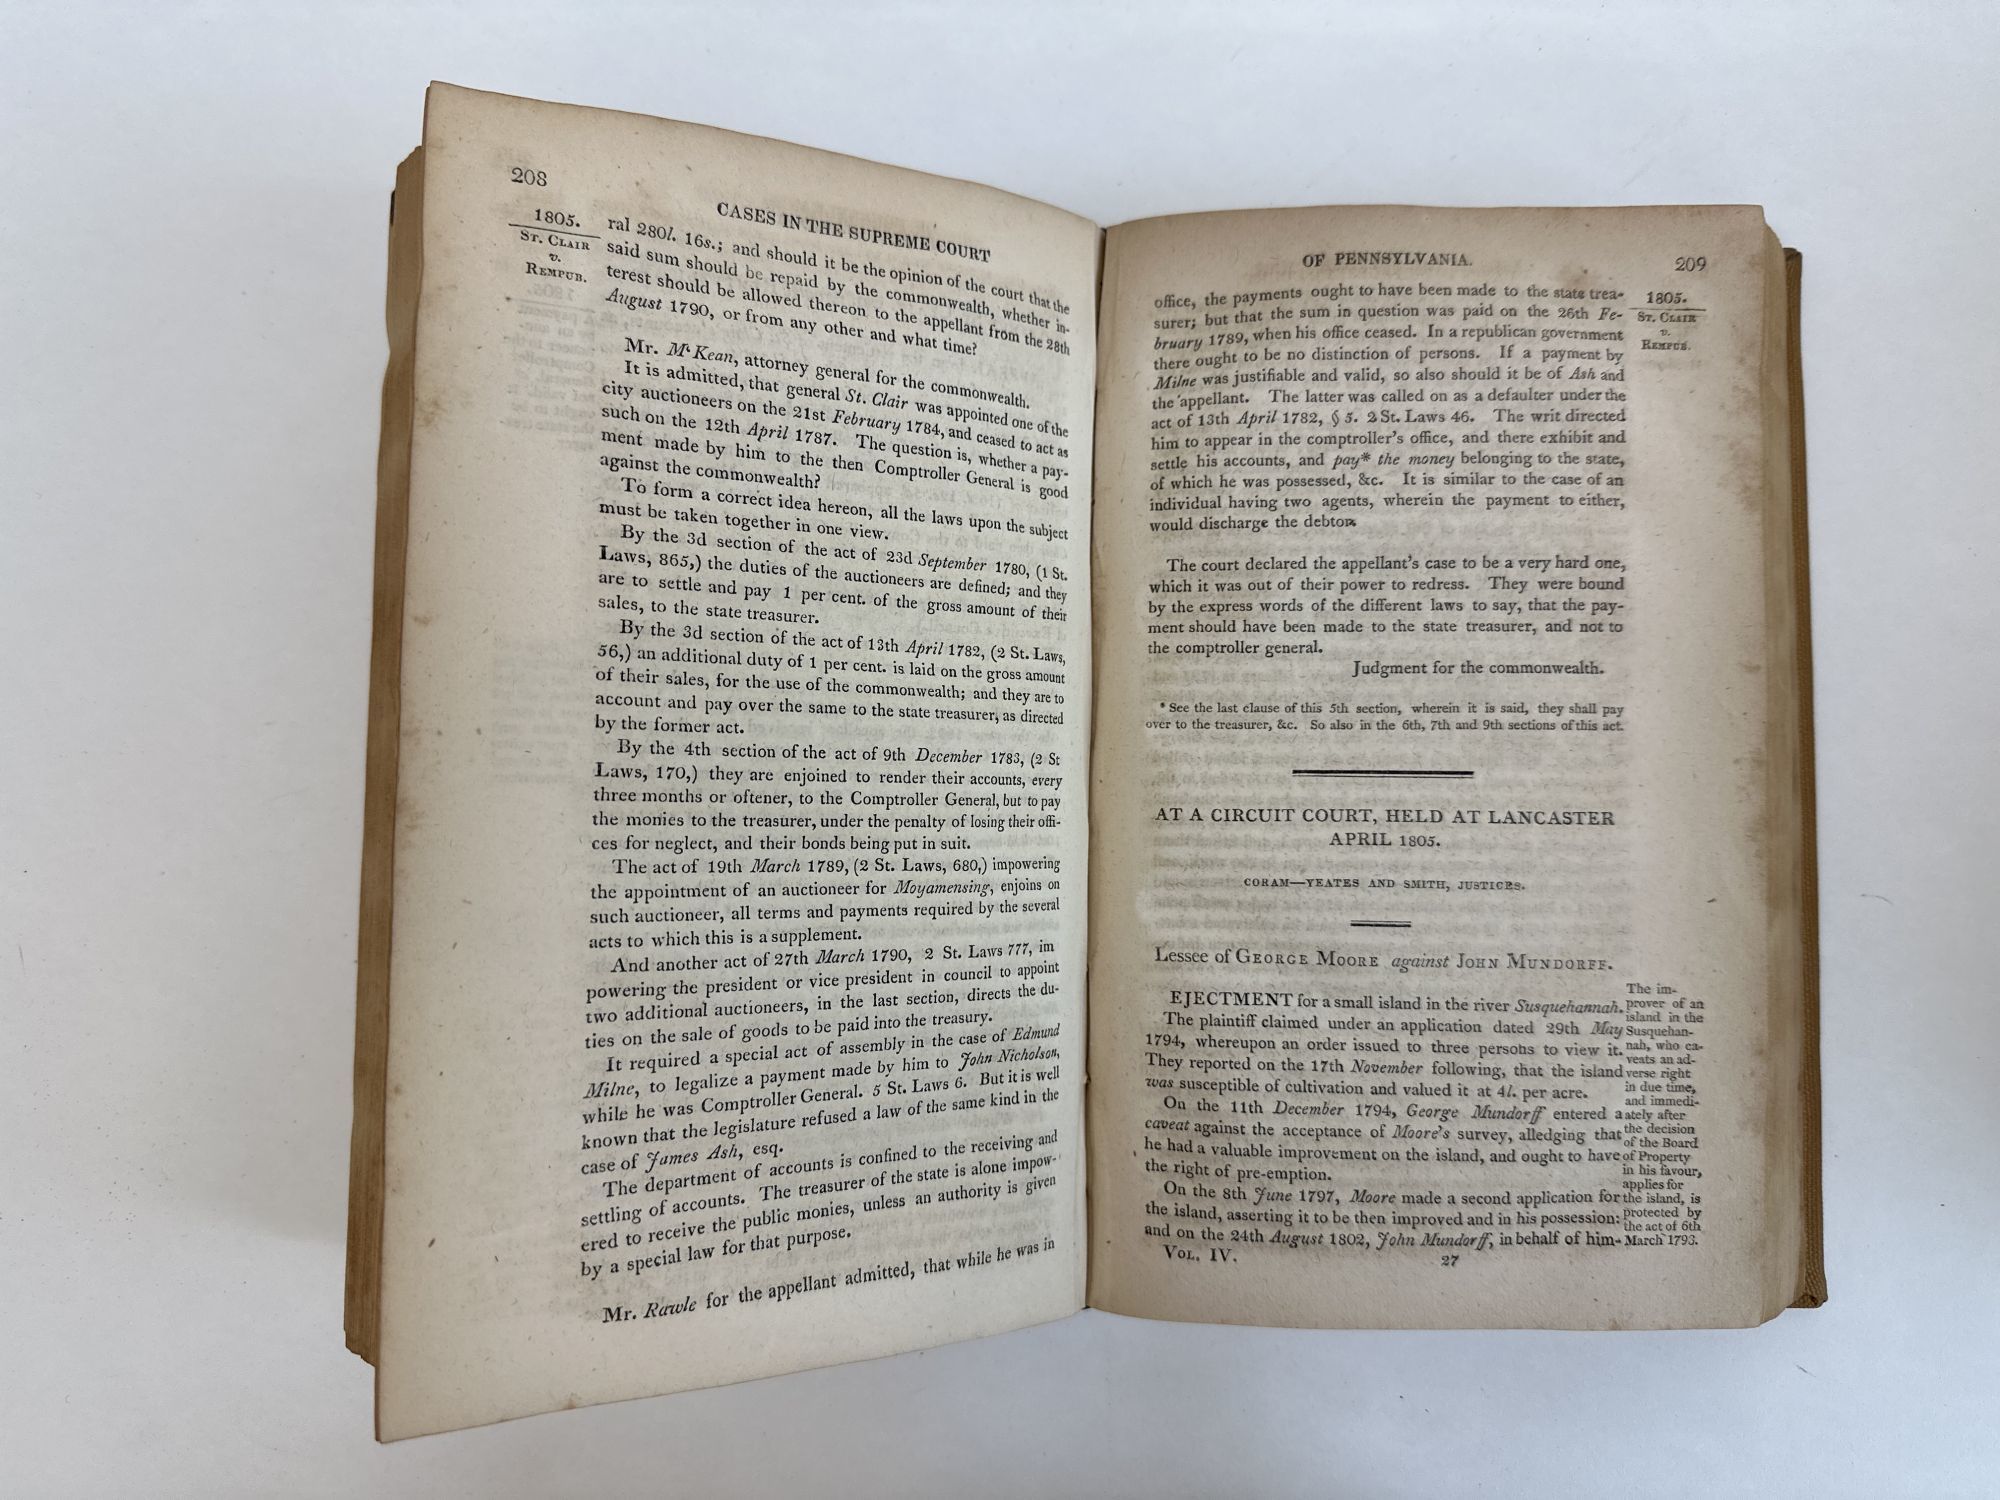 208
CASES IN THE SUPREME COURT
1805.
St. Clair
v.
Rempub.
ral 280l. 16s.; and should it be the opinion of the court that the
said sum should be repaid by the commonwealth, whether in-
terest should be allowed thereon to the appellant from the 28th
August 1790, or from any other and what time?
Mr. M'Kean, attorney general for the commonwealth.
It is admitted, that general St. Clair was appointed one of the
city auctioneers on the 21st February 1784, and ceased to act as
such on the 12th April 1787. The question is, whether a pay-
ment made by him to the then Comptroller General is good
against the commonwealth?
To form a correct idea hereon, all the laws upon the subject
must be taken together in one view.
By the 3d section of the act of 23d September 1780, (1 St.
Laws, 865,) the duties of the auctioneers are defined; and they
are to settle and pay 1 per cent. of the gross amount of their
sales, to the state treasurer.
By the 3d section of the act of 13th April 1782, (2 St. Laws,
56,) an additional duty of 1 per cent. is laid on the gross amount
of their sales, for the use of the commonwealth; and they are to
account and pay over the same to the state treasurer, as directed
by the former act.
By the 4th section of the act of 9th December 1783, (2 St
Laws, 170,) they are enjoined to render their accounts, every
three months or oftener, to the Comptroller General, but to pay
the monies to the treasurer, under the penalty of losing their offi-
ces for neglect, and their bonds being put in suit.
The act of 19th March 1789, (2 St. Laws, 680,) impowering
the appointment of an auctioneer for Moyamensing, enjoins on
such auctioneer, all terms and payments required by the several
acts to which this is a supplement.
And another act of 27th March 1790, 2 St. Laws 777, im
powering the president or vice president in council to appoint
two additional auctioneers, in the last section, directs the du-
ties on the sale of goods to be paid into the treasury.
It required a special act of assembly in the case of Edmund
Milne, to legalize a payment made by him to John Nicholson,
while he was Comptroller General. 5 St. Laws 6. But it is well
known that the legislature refused a law of the same kind in the
case of James Ash, esq.
The department of accounts is confined to the receiving and
settling of accounts. The treasurer of the state is alone impow-
ered to receive the public monies, unless an authority is given
by a special law for that purpose.
Mr. Rawle for the appellant admitted, that while he was in
OF PENNSYLVANIA.
209
office, the payments ought to have been made to the state trea-
surer; but that the sum in question was paid on the 26th Fe-
bruary 1789, when his office ceased. In a republican government
there ought to be no distinction of persons. If a payment by
Milne was justifiable and valid, so also should it be of Ash and
the appellant. The latter was called on as a defaulter under the
act of 13th April 1782, § 5. 2 St. Laws 46. The writ directed
him to appear in the comptroller's office, and there exhibit and
settle his accounts, and pay* the money belonging to the state,
of which he was possessed, &c. It is similar to the case of an
individual having two agents, wherein the payment to either,
would discharge the debtor.
1805.
St. Clair
v.
Rempub.
The court declared the appellant's case to be a very hard one,
which it was out of their power to redress. They were bound
by the express words of the different laws to say, that the pay-
ment should have been made to the state treasurer, and not to
the comptroller general.
Judgment for the commonwealth.
* See the last clause of this 5th section, wherein it is said, they shall pay
over to the treasurer, &c. So also in the 6th, 7th and 9th sections of this act.
AT A CIRCUIT COURT, HELD AT LANCASTER
APRIL 1805.
CORAM—YEATES AND SMITH, JUSTICES.
Lessee of George Moore against John Mundorff.
EJECTMENT for a small island in the river Susquehannah.
The plaintiff claimed under an application dated 29th May
1794, whereupon an order issued to three persons to view it.
They reported on the 17th November following, that the island
was susceptible of cultivation and valued it at 4l. per acre.
On the 11th December 1794, George Mundorff entered a
caveat against the acceptance of Moore's survey, alledging that
he had a valuable improvement on the island, and ought to have
the right of pre-emption.
On the 8th June 1797, Moore made a second application for
the island, asserting it to be then improved and in his possession:
and on the 24th August 1802, John Mundorff, in behalf of him-
The im-
prover of an
island in the
Susquehan-
nah, who ca-
veats an ad-
verse right
in due time,
and immedi-
ately after
the decision
of the Board
of Property
in his favour,
applies for
the island, is
protected by
the act of 6th
March 1793.
Vol. IV.
27